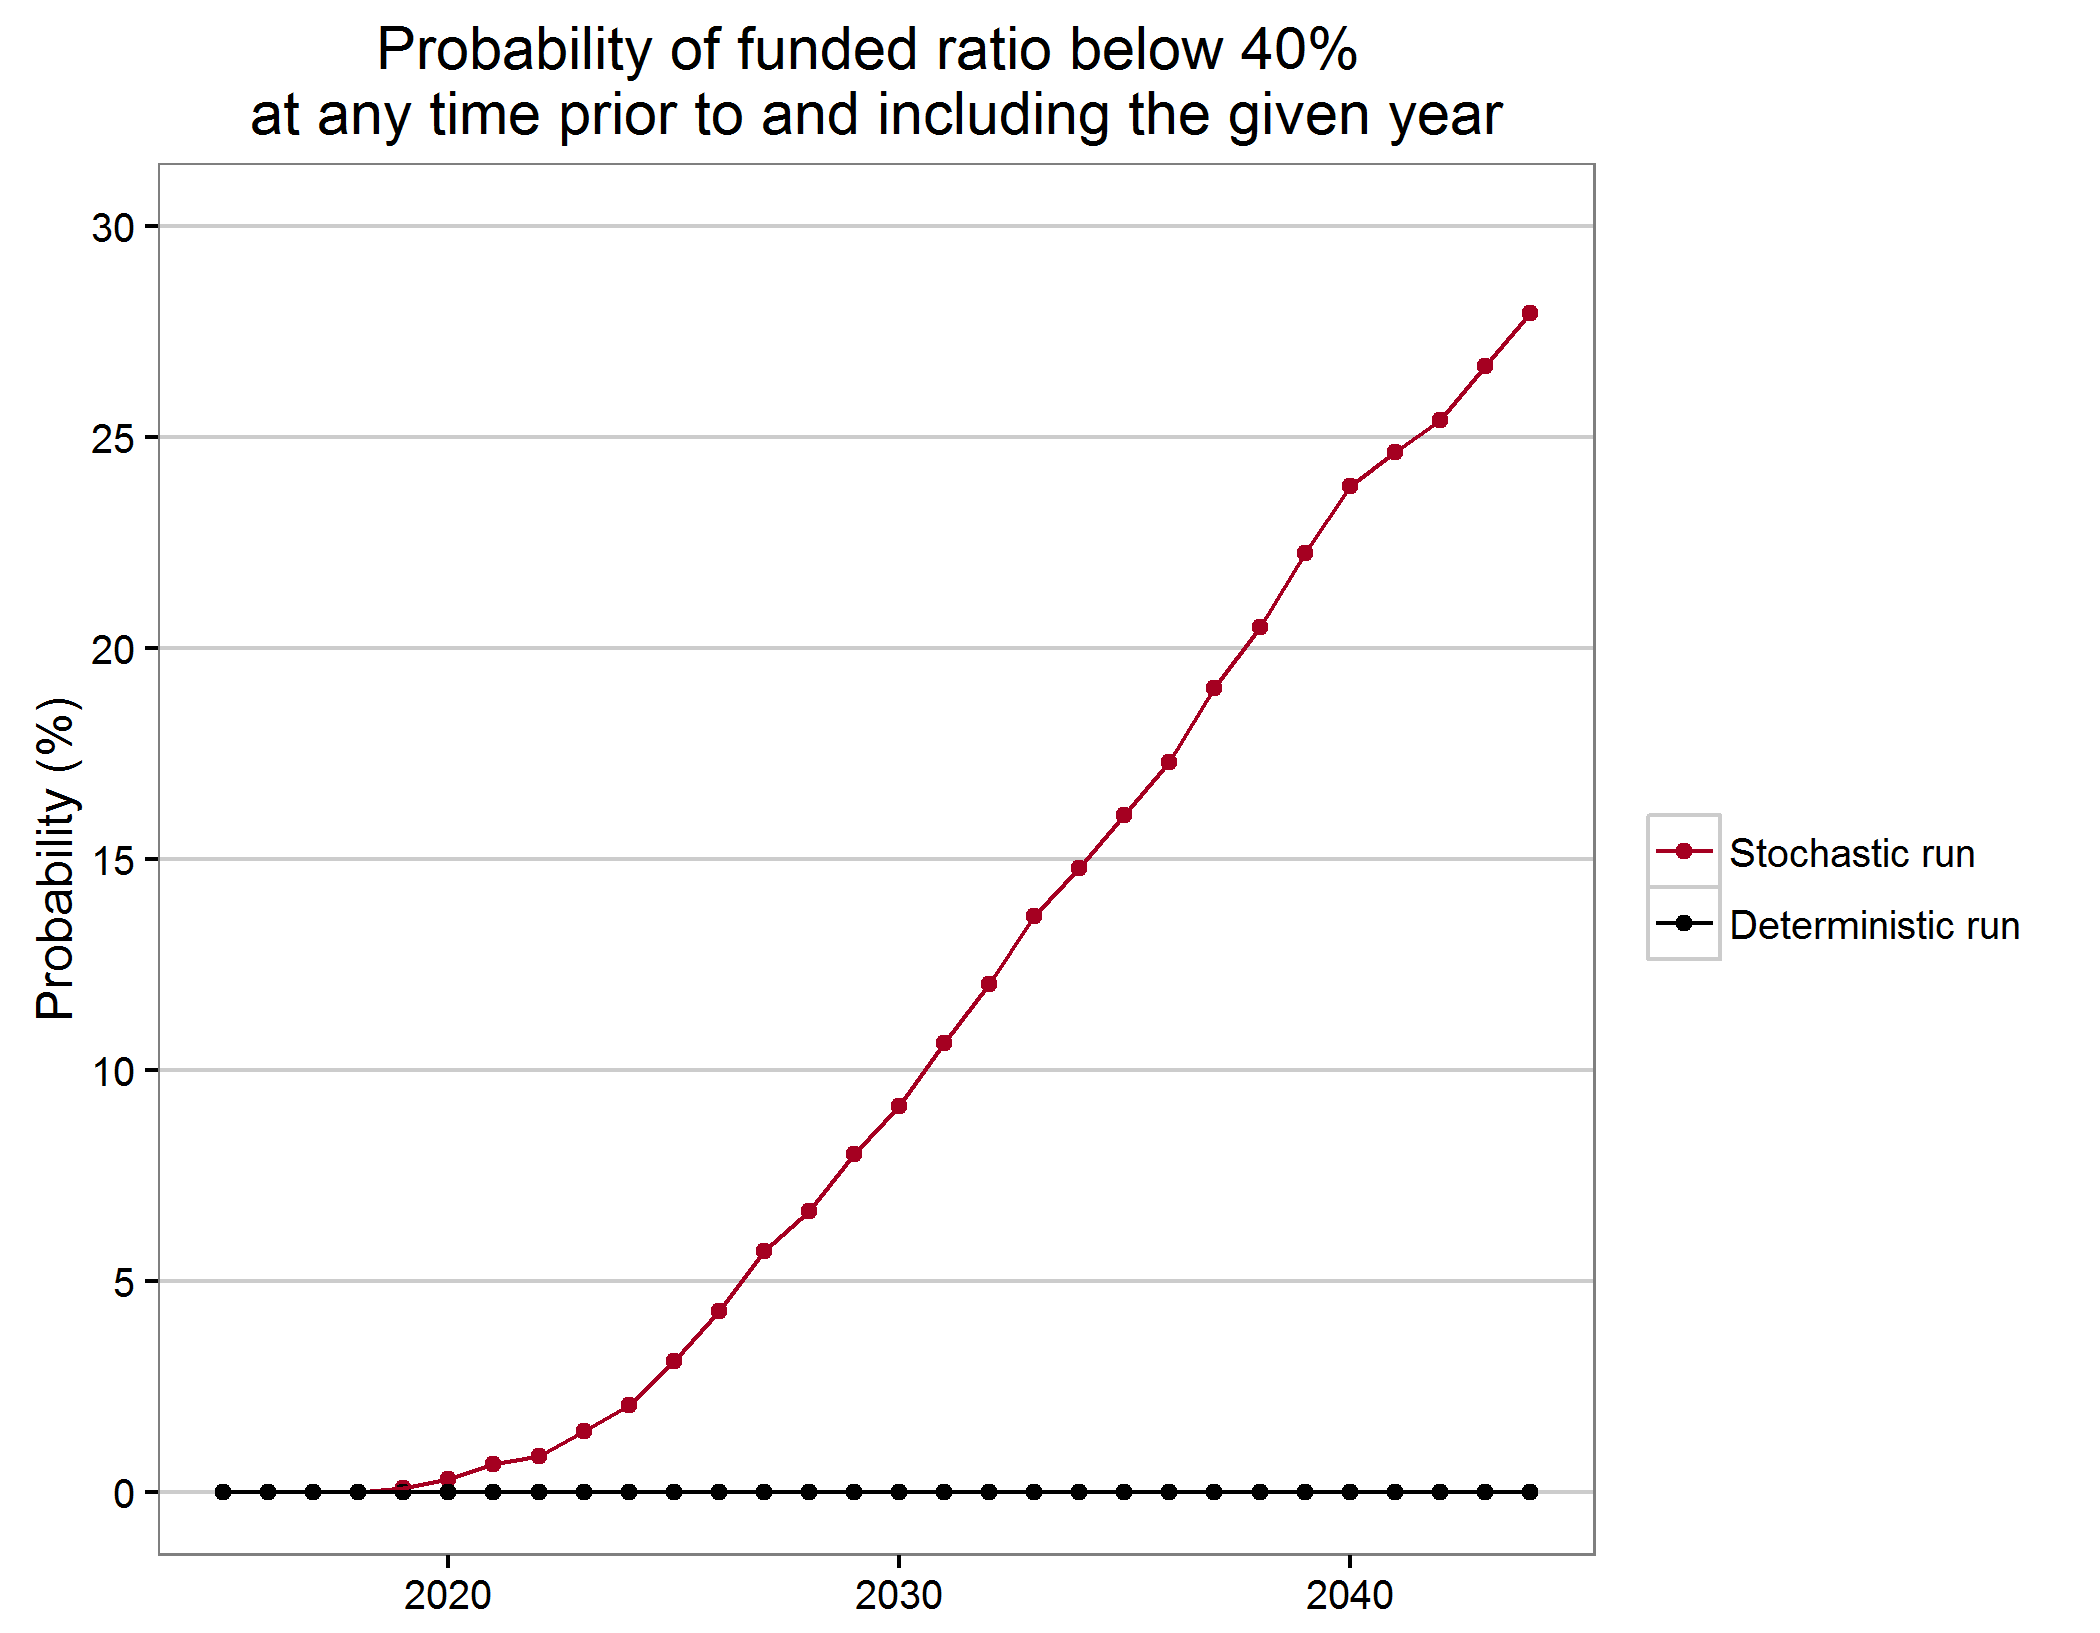 Probability of funded ratio below 40%
at any time prior to and including the given year
Probability (%)
30
25
20
15
10
5
0
2020
2030
2040
Stochastic run
Deterministic run